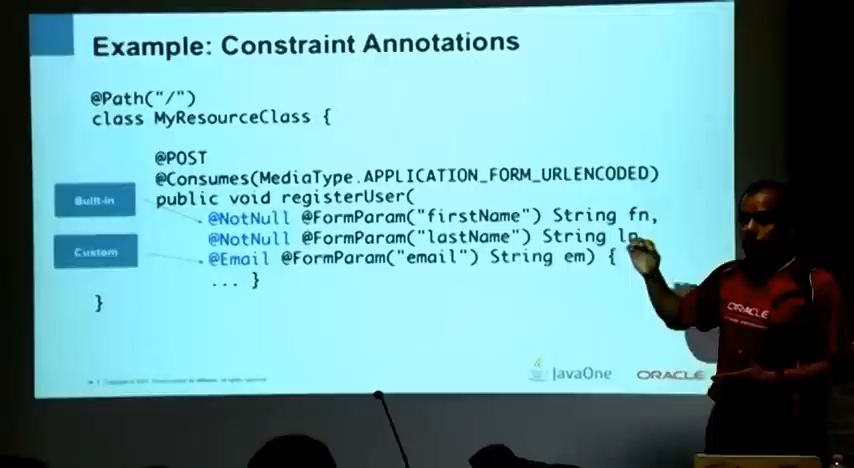 Example: Constraint Annotations
@Path("/")
class MyResourceClass {
@POST
@Consumes(MediaType.APPLICATION_FORM_URLENCODED)
Built-in
public void registerUser(
@NotNull @FormParam("firstName") String fn,
@NotNull @FormParam("lastName") String ln
Custom
@Email @FormParam("email") String em) {
... }
}
JavaOne
ORACLE
ORACLE